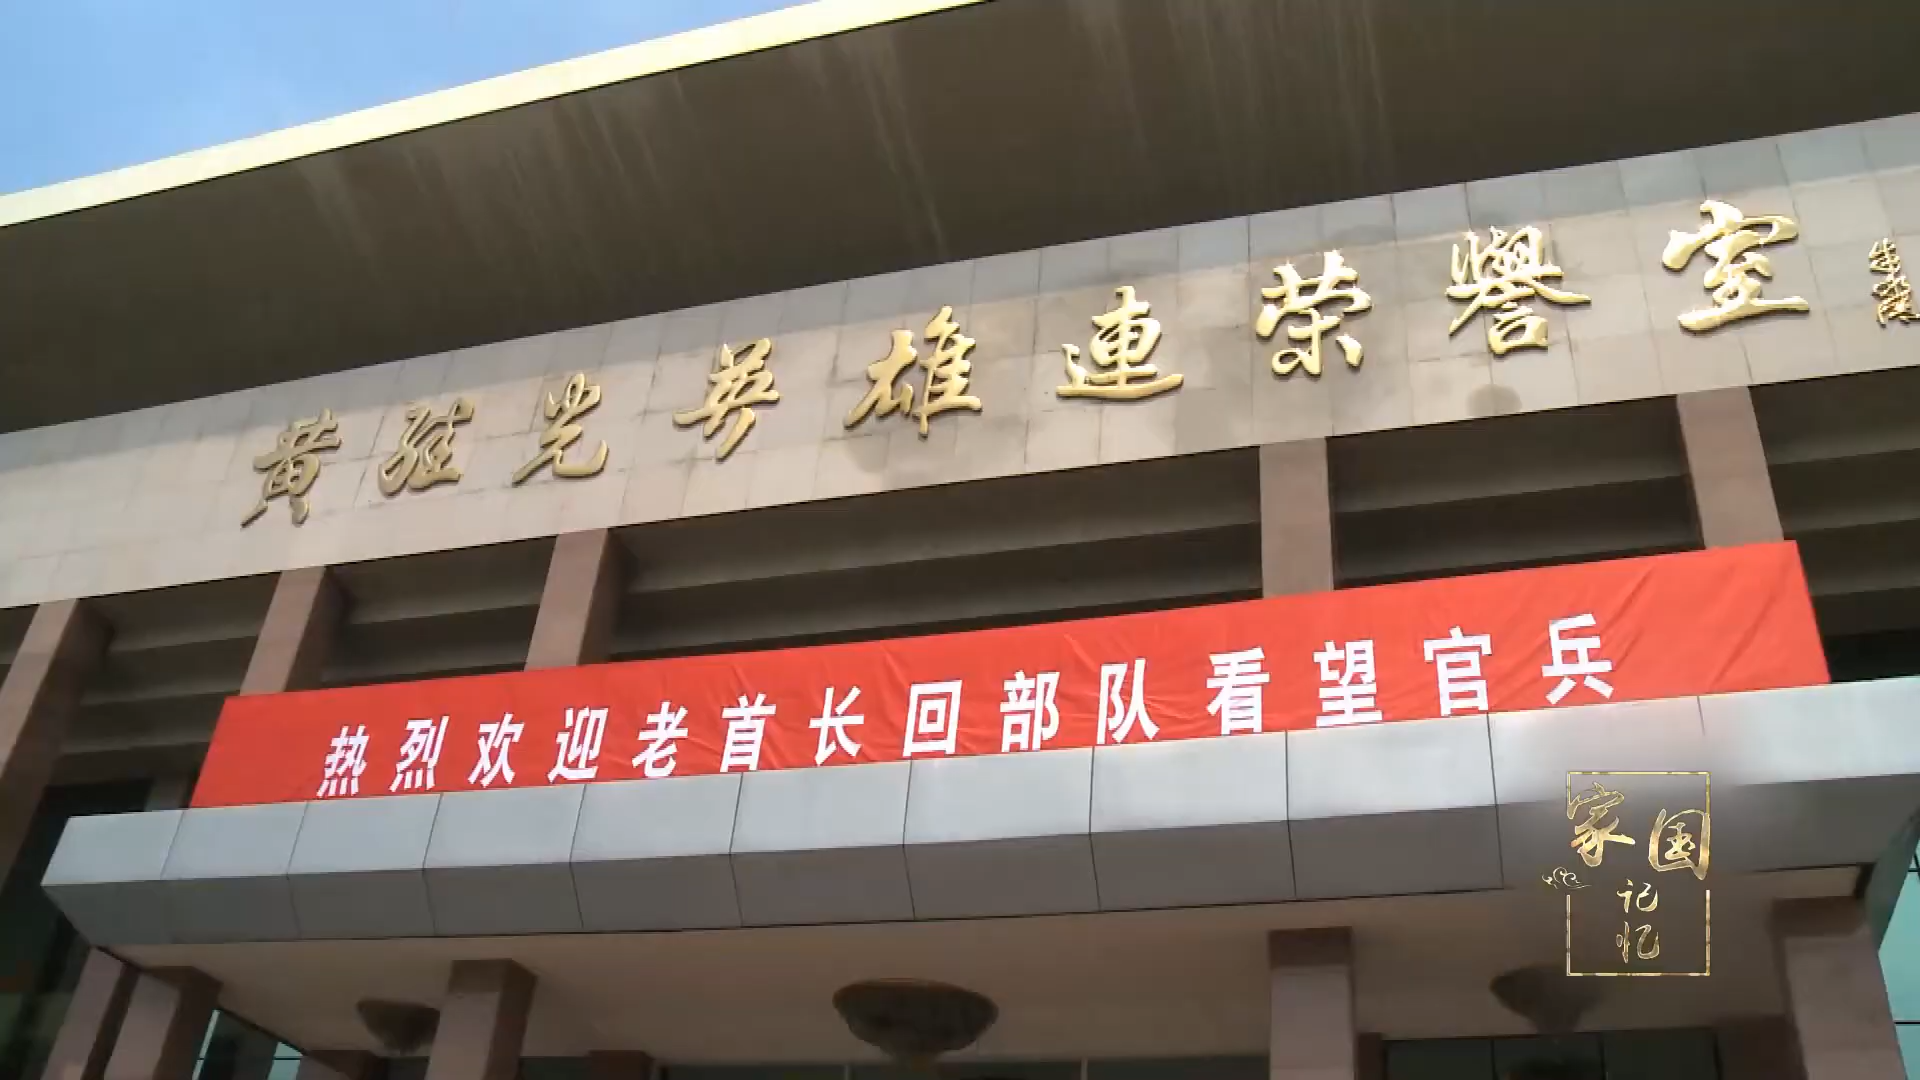 黄继光英雄連荣譽室
热烈欢迎老首长回部队看望官兵
家国
记忆